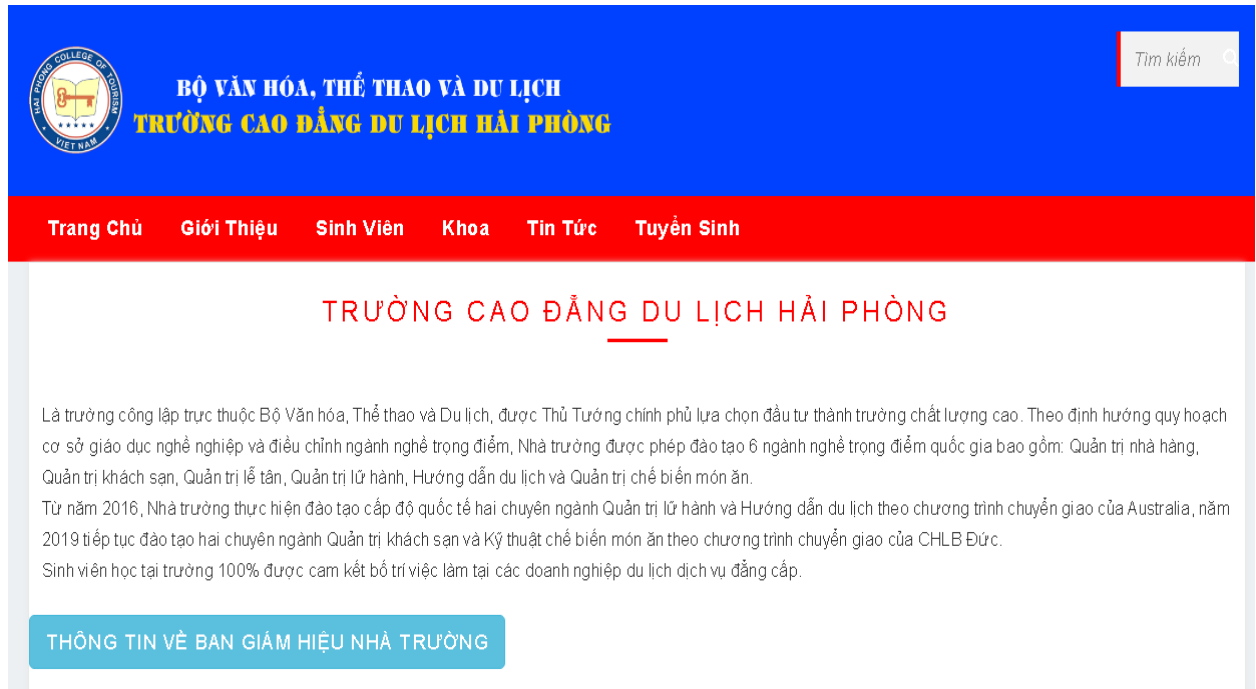 HAI PHONG COLLEGE OF TOURISM
VIET NAM
BỘ VĂN HÓA, THỂ THAO VÀ DU LỊCH
TRƯỜNG CAO ĐẲNG DU LỊCH HẢI PHÒNG
Tìm kiếm
Trang Chủ Giới Thiệu Sinh Viên Khoa Tin Tức Tuyển Sinh
TRƯỜNG CAO ĐẲNG DU LỊCH HẢI PHÒNG
Là trường công lập trực thuộc Bộ Văn hóa, Thể thao và Du lịch, được Thủ Tướng chính phủ lựa chọn đầu tư thành trường chất lượng cao. Theo định hướng quy hoạch
cơ sở giáo dục nghề nghiệp và điều chỉnh ngành nghề trọng điểm, Nhà trường được phép đào tạo 6 ngành nghề trọng điểm quốc gia bao gồm: Quản trị nhà hàng,
Quản trị khách sạn, Quản trị lễ tân, Quản trị lữ hành, Hướng dẫn du lịch và Quản trị chế biến món ăn.
Từ năm 2016, Nhà trường thực hiện đào tạo cấp độ quốc tế hai chuyên ngành Quản trị lữ hành và Hướng dẫn du lịch theo chương trình chuyển giao của Australia, năm
2019 tiếp tục đào tạo hai chuyên ngành Quản trị khách sạn và Kỹ thuật chế biến món ăn theo chương trình chuyển giao của CHLB Đức.
Sinh viên học tại trường 100% được cam kết bố trí việc làm tại các doanh nghiệp du lịch dịch vụ đẳng cấp.
THÔNG TIN VỀ BAN GIÁM HIỆU NHÀ TRƯỜNG